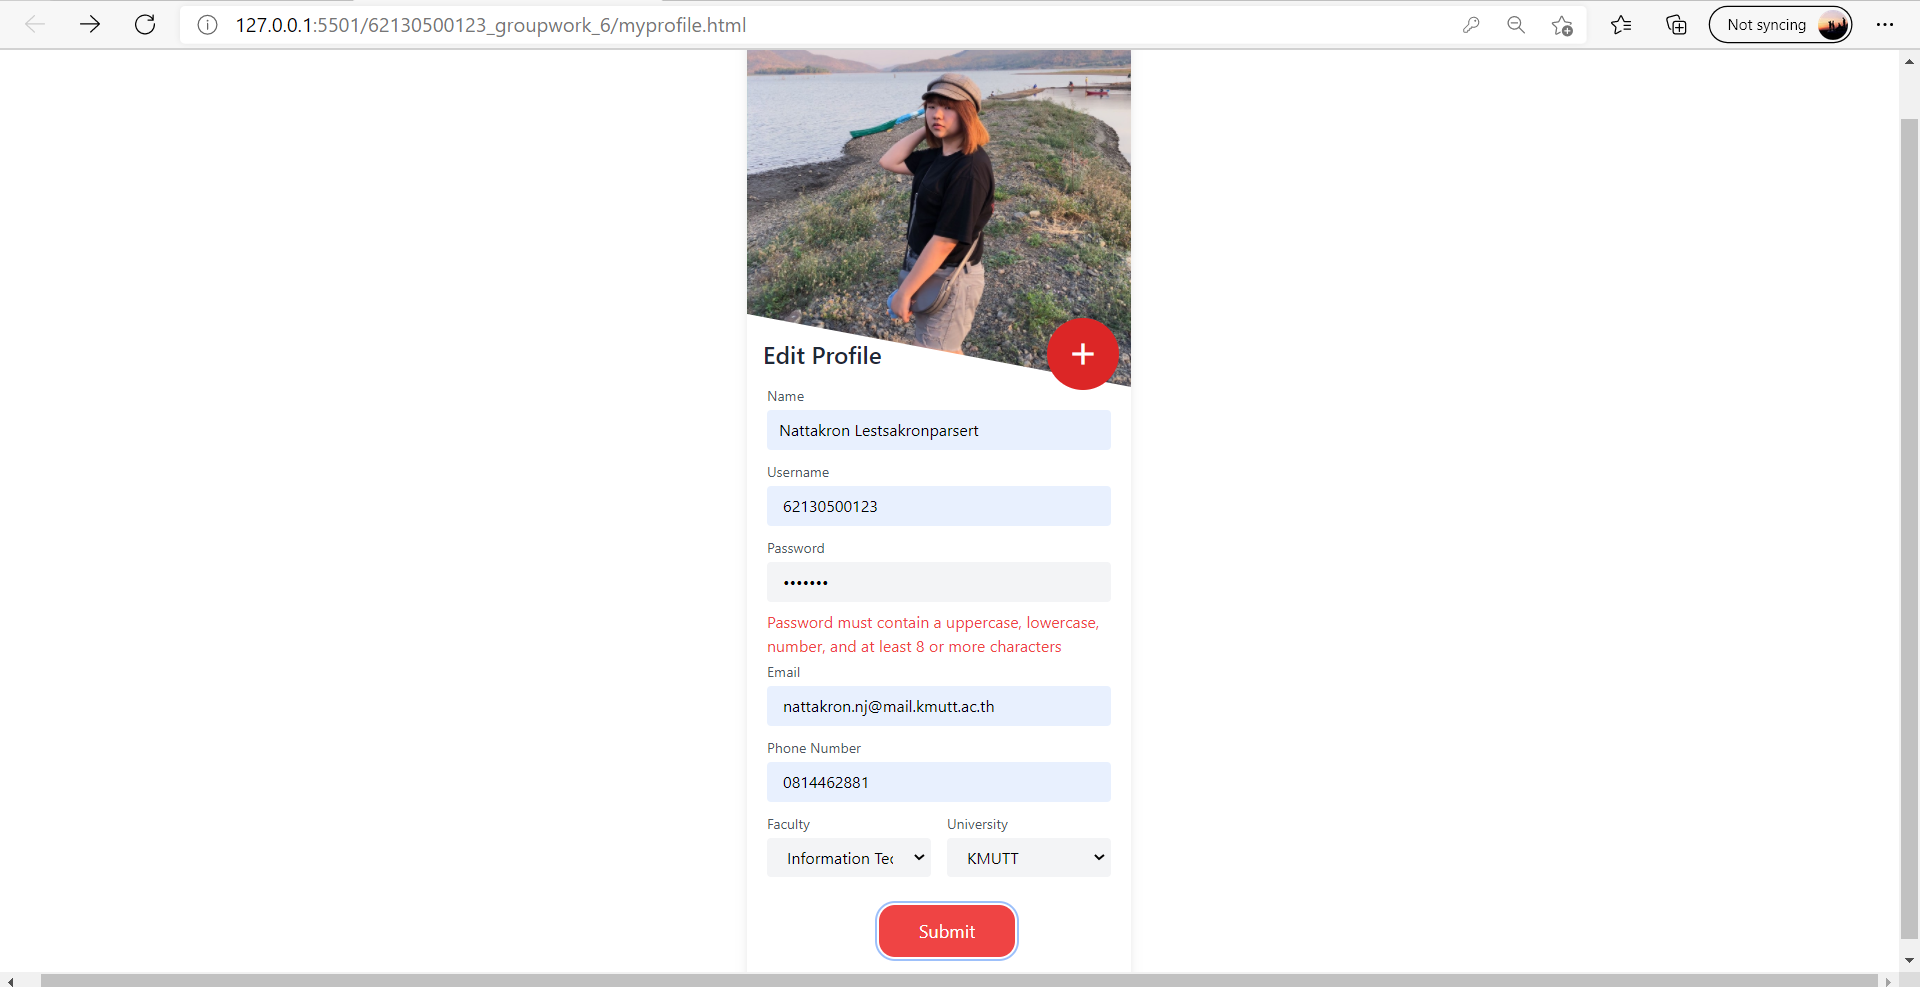 127.0.0.1:5501/62130500123_groupwork_6/myprofile.html
Not syncing
Edit Profile
Name
Nattakron Lestsakronparsert
Username
62130500123
Password
•••••••
Password must contain a uppercase, lowercase,
number, and at least 8 or more characters
Email
nattakron.nj@mail.kmutt.ac.th
Phone Number
0814462881
Faculty University
Information Tec KMUTT
Submit